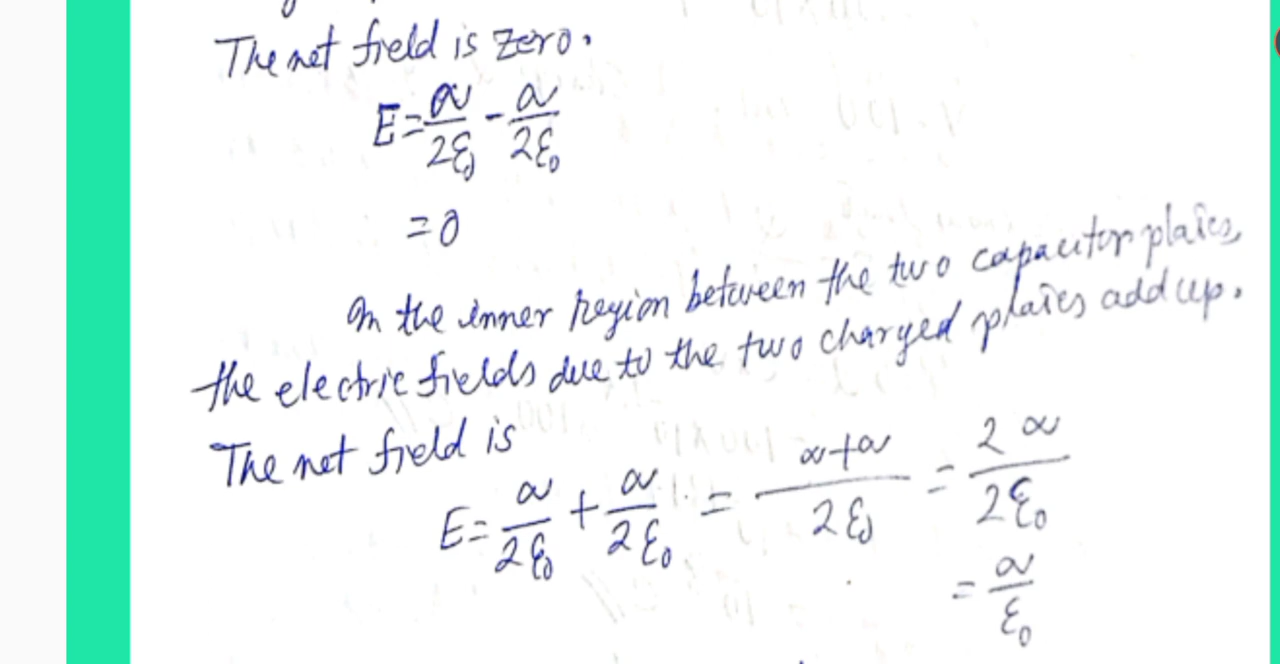 The net field is zero.
E = α/2ε₀ - α/2ε₀
= 0
In the inner region between the two capacitor plates,
the electric fields due to the two charged plates add up.
The net field is
E = α/2ε₀ + α/2ε₀ = α+α/2ε₀ = 2α/2ε₀
= α/ε₀